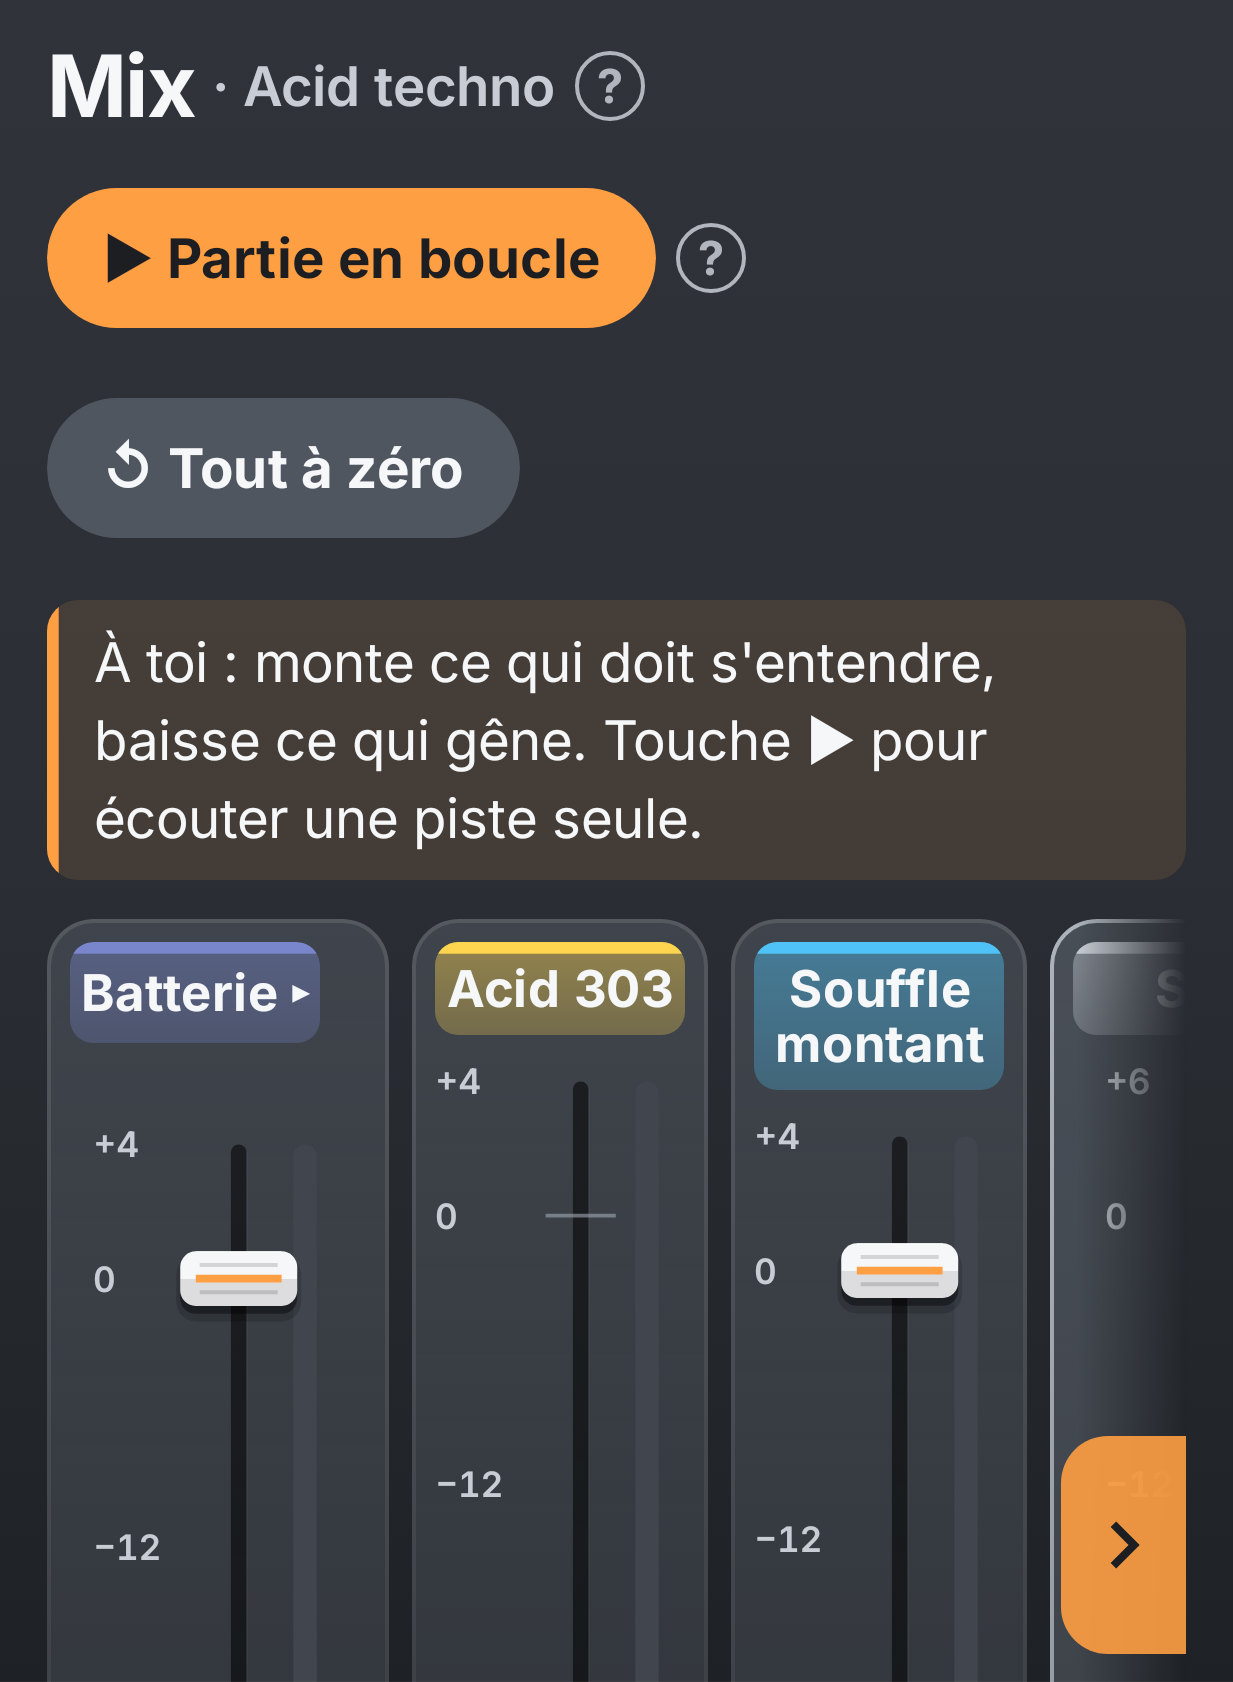 Mix · Acid techno ?
▶ Partie en boucle ?
Tout à zéro
À toi : monte ce qui doit s'entendre,
baisse ce qui gêne. Touche ▶ pour
écouter une piste seule.
Batterie ▸
+4
0
−12
Acid 303
+4
0
−12
Souffle
montant
+4
0
−12
+6
0
−12